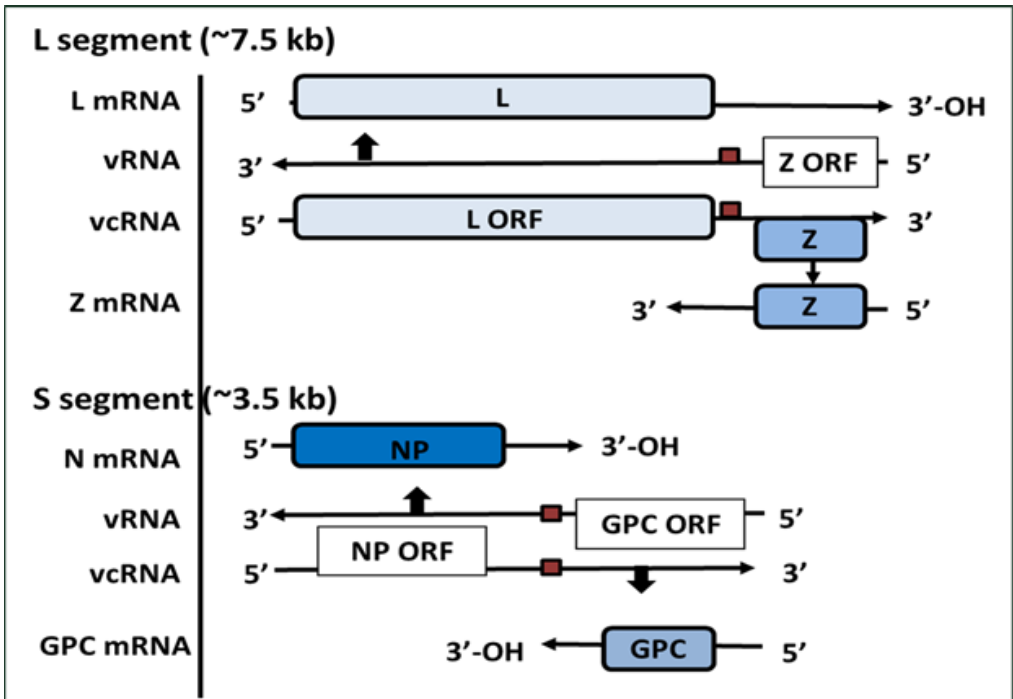 L segment (~7.5 kb)
L mRNA 5’ L 3’-OH
vRNA 3’ Z ORF 5’
vcRNA 5’ L ORF 3’
Z
Z mRNA 3’ Z 5’
S segment (~3.5 kb)
N mRNA 5’ NP 3’-OH
vRNA 3’ GPC ORF 5’
NP ORF
vcRNA 5’ 3’
GPC mRNA 3’-OH GPC 5’